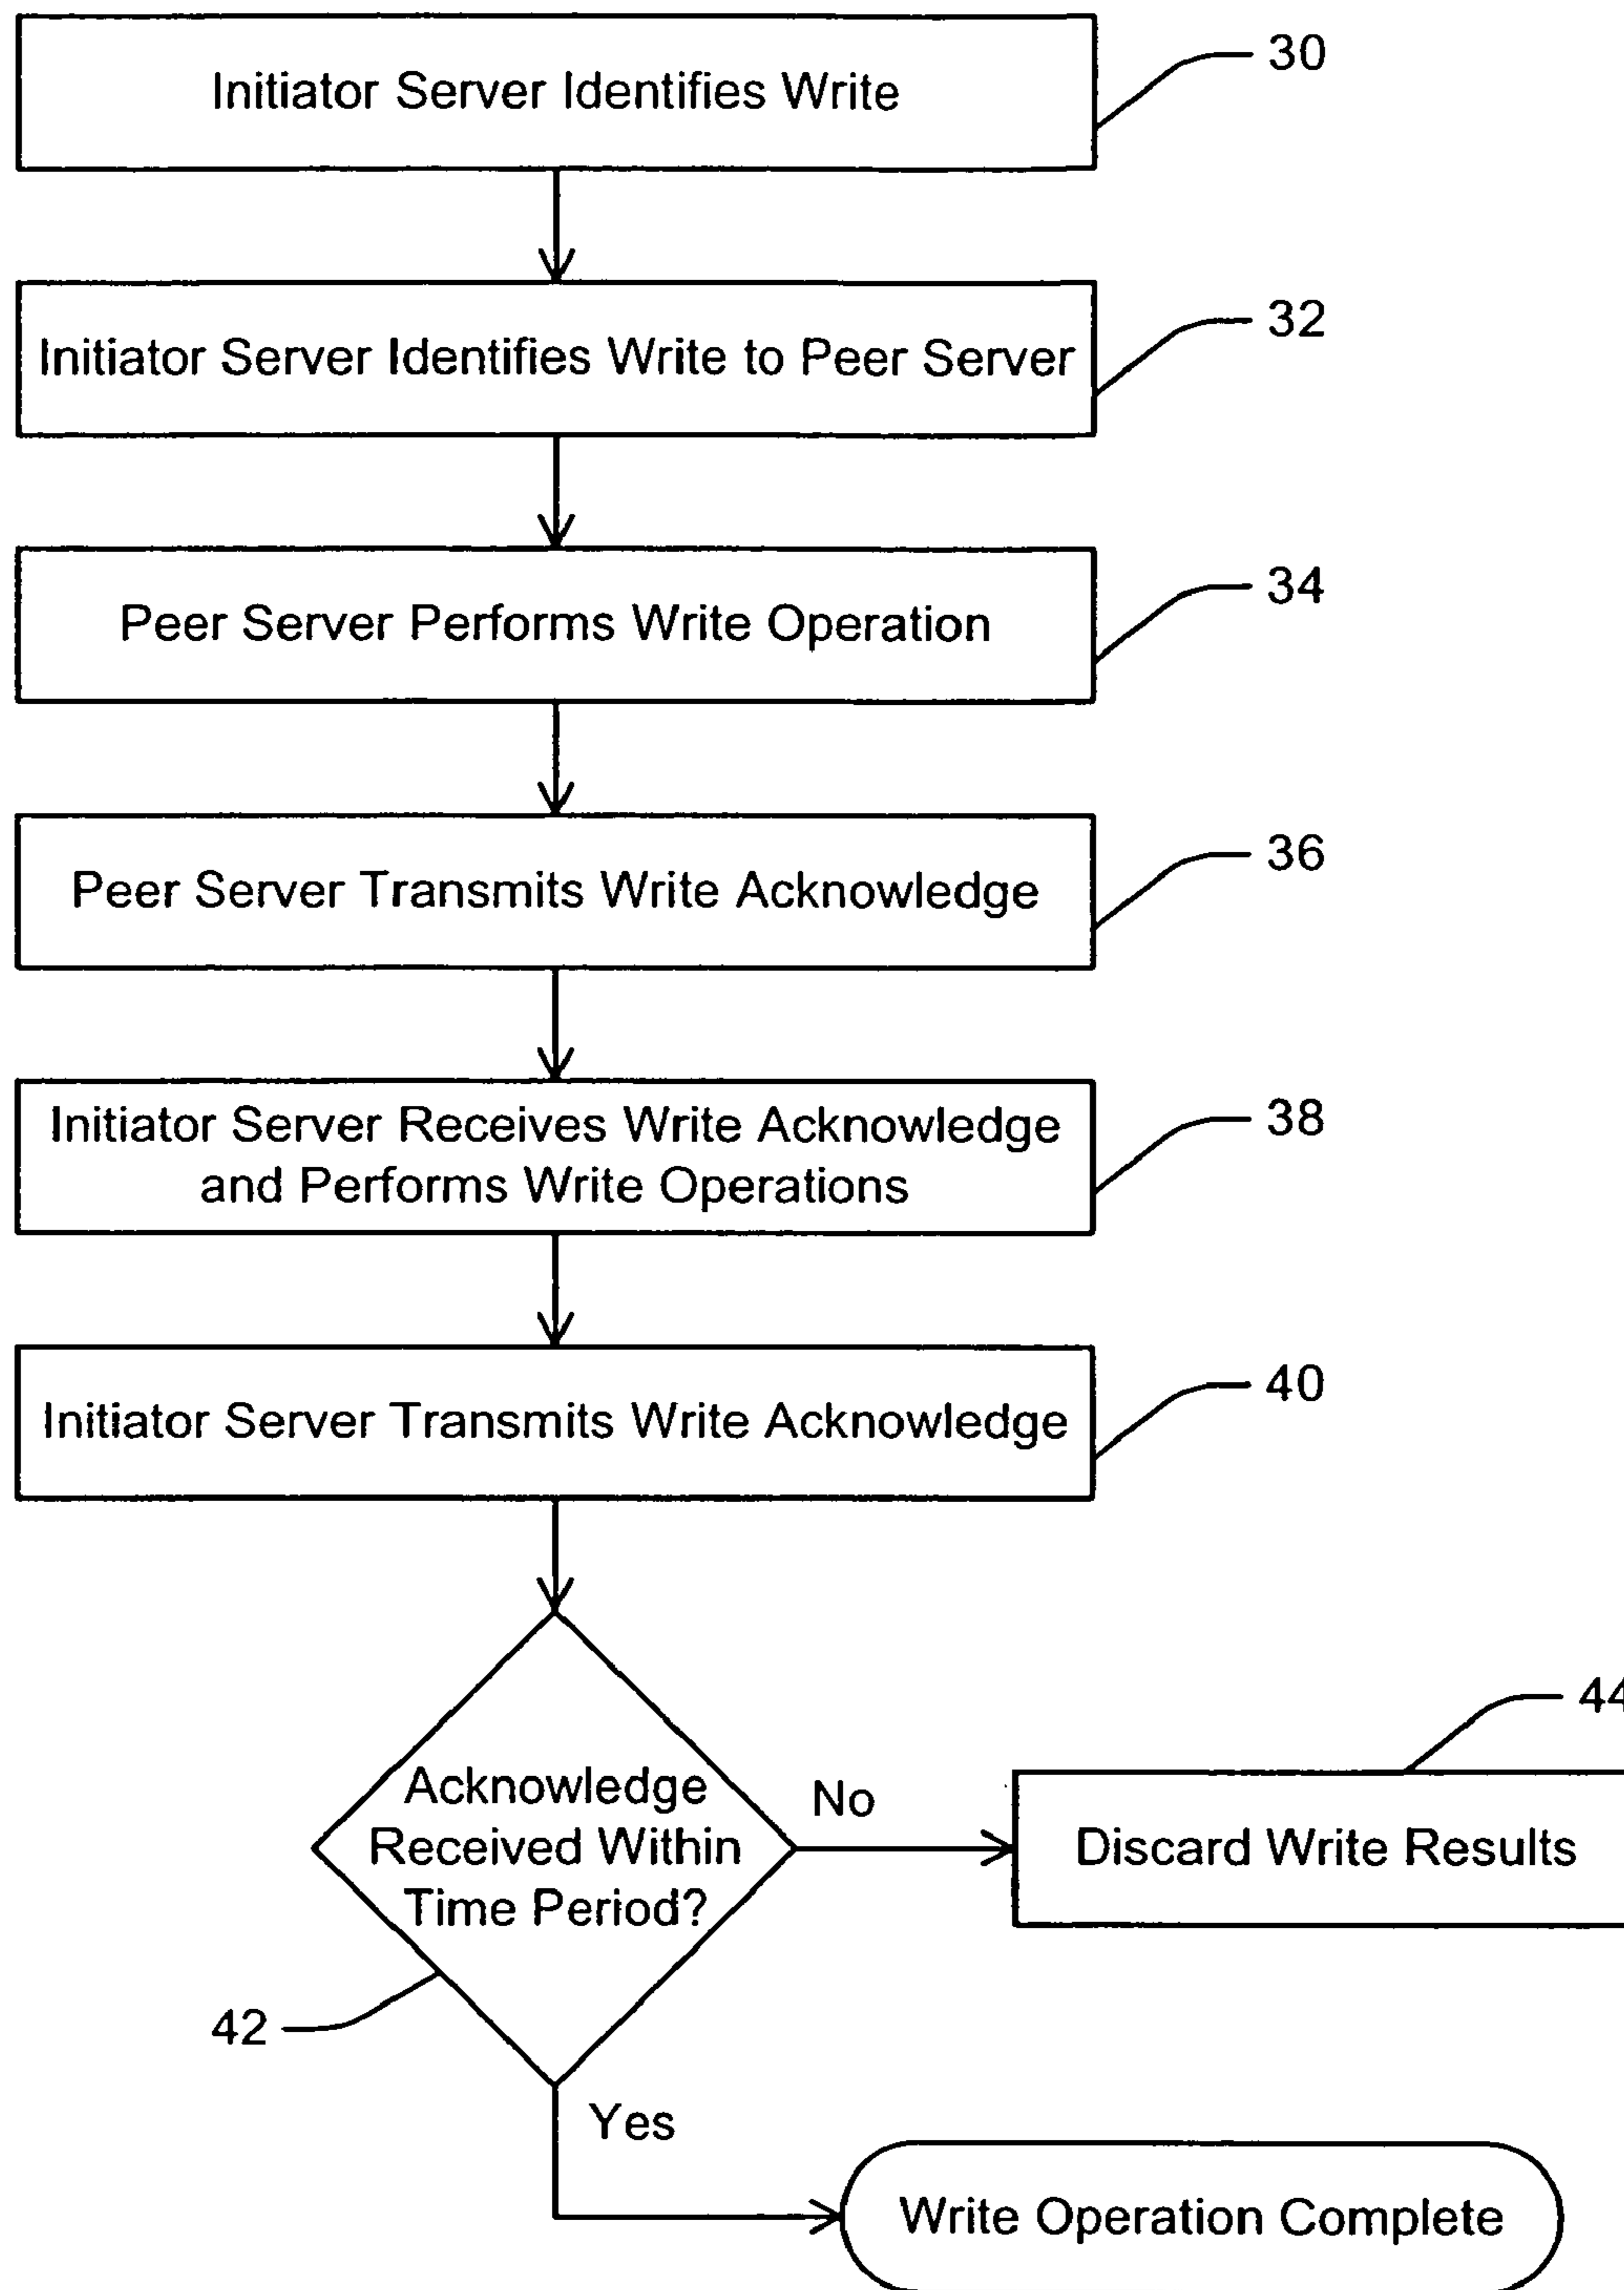 Initiator Server Identifies Write
30
Initiator Server Identifies Write to Peer Server
32
Peer Server Performs Write Operation
34
Peer Server Transmits Write Acknowledge
36
Initiator Server Receives Write Acknowledge
and Performs Write Operations
38
Initiator Server Transmits Write Acknowledge
40
Acknowledge
Received Within
Time Period?
42
No
44
Discard Write Results
Yes
Write Operation Complete